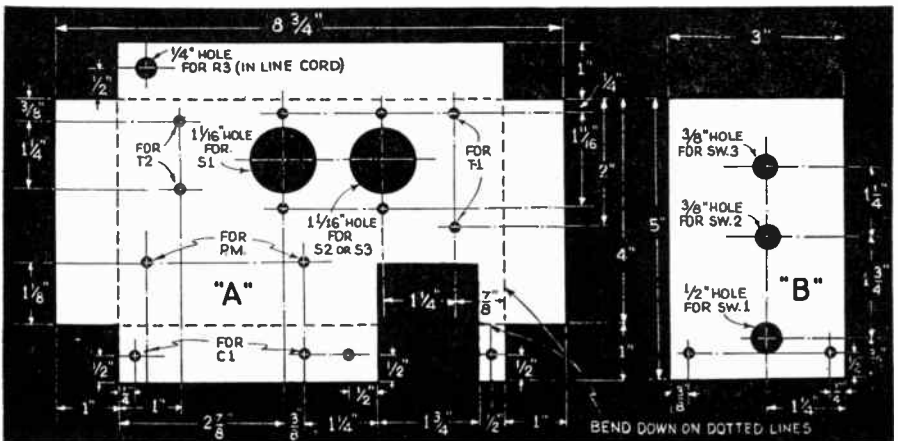 8 3/4"
3"
1/4" HOLE
FOR R3 (IN LINE CORD)
1/2"
1"
3/8"
1/4"
1 1/4"
FOR
T2
1 1/16" HOLE
FOR
S1
1 1/16" HOLE
FOR
S2 OR S3
FOR
T1
1 1/16"
2"
4"
5"
3/8" HOLE
FOR SW.3
3/8" HOLE
FOR SW.2
1 1/4"
1 3/4"
FOR
P.M.
"A"
1 1/8"
1 1/4"
7/8"
"B"
1/2" HOLE
FOR SW.1
FOR
C1
1/2"
1/2"
1/2"
1"
1/2"
1"
1/4
1"
2 7/8"
3/8
1/2"
1 1/4"
1 3/4"
1/2"
1"
3/8
1 1/4"
1/4"
BEND DOWN ON DOTTED LINES